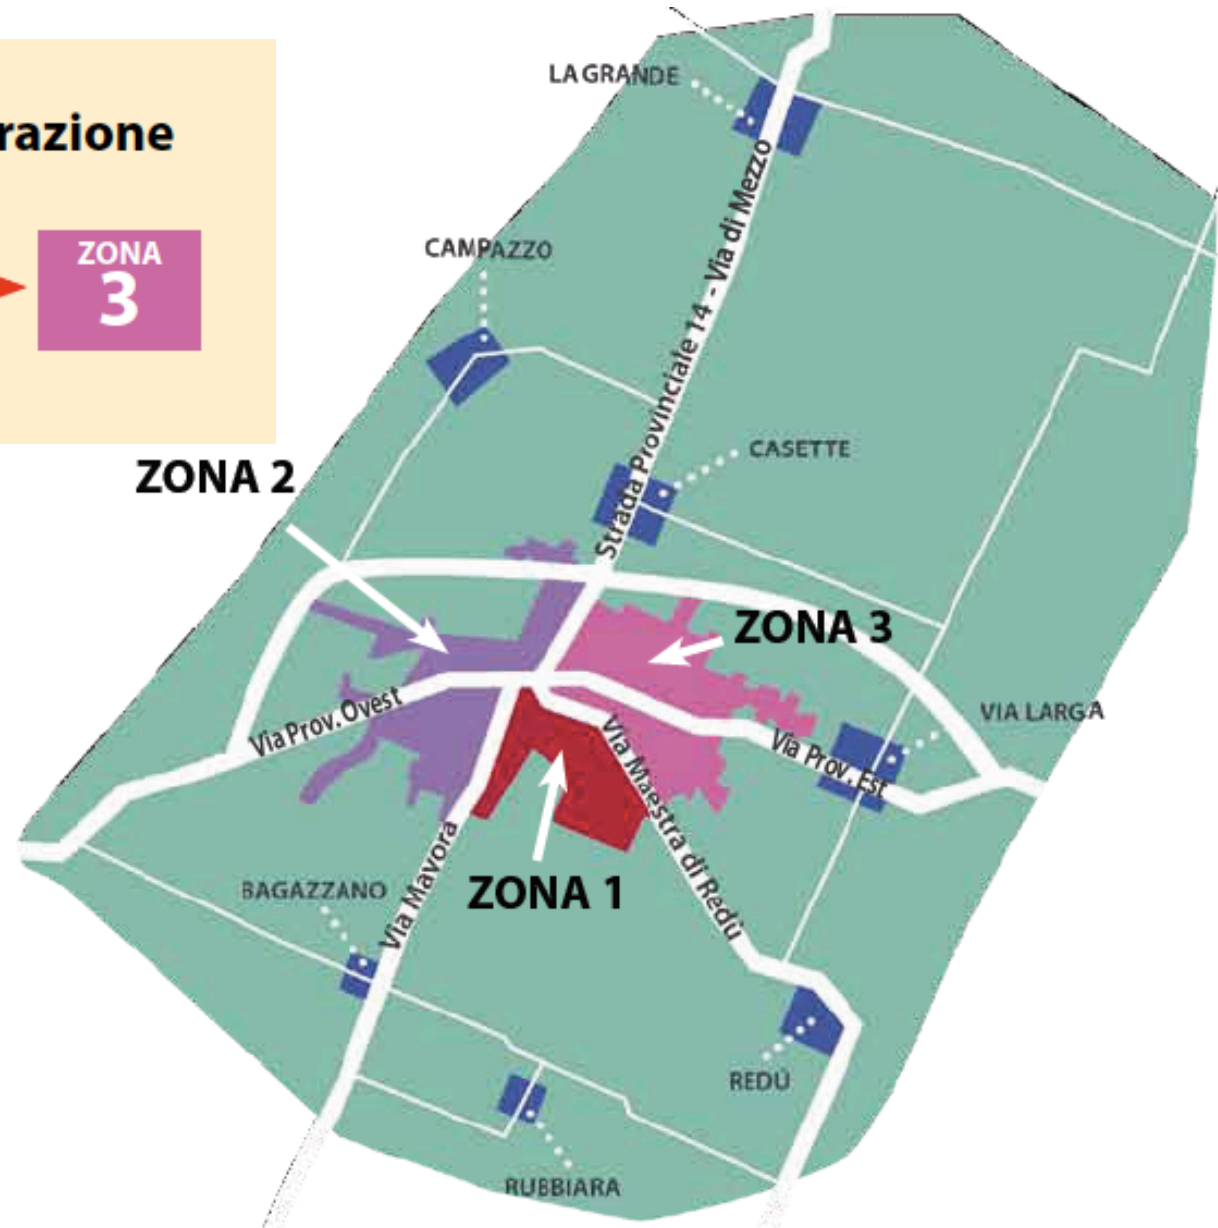 LA GRANDE
razione
ZONA
3
CAMPAZZO
Strada Provinciale 14 - Via di Mezzo
CASETTE
ZONA 2
ZONA 3
Via Prov. Ovest
VIA LARGA
Via Prov. Est
Via Maestra di Redù
ZONA 1
BAGAZZANO
Via Mavora
REDÙ
RUBBIARA